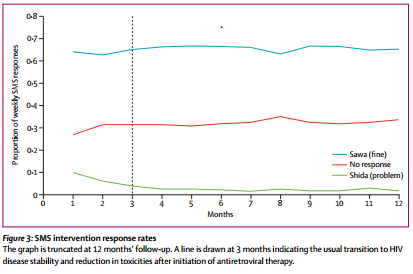 0·8
0·7
0·6
0·5
0·4
0·3
0·2
0·1
0
Proportion of weekly SMS responses
1 2 3 4 5 6 7 8 9 10 11 12
Months
Sawa (fine)
No response
Shida (problem)
Figure 3: SMS intervention response rates
The graph is truncated at 12 months' follow-up. A line is drawn at 3 months indicating the usual transition to HIV
disease stability and reduction in toxicities after initiation of antiretroviral therapy.